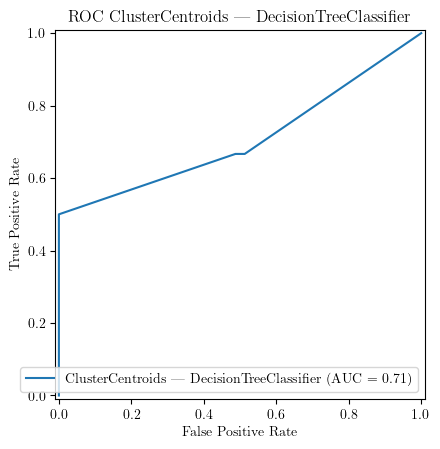 ROC ClusterCentroids — DecisionTreeClassifier
1.0
0.8
0.6
0.4
0.2
0.0
True Positive Rate
ClusterCentroids — DecisionTreeClassifier (AUC = 0.71)
0.0 0.2 0.4 0.6 0.8 1.0
False Positive Rate